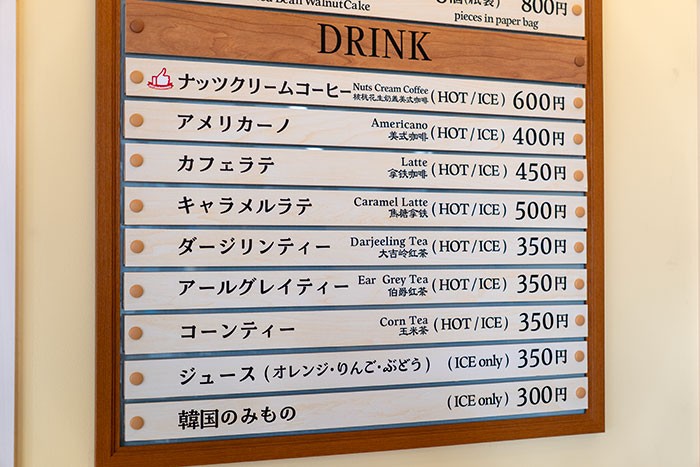 Bean Walnut Cake 800円
pieces in paper bag
DRINK
ナッツクリームコーヒー Nuts Cream Coffee 核桃花生奶盖美式咖啡 (HOT / ICE) 600円
アメリカーノ Americano 美式咖啡 (HOT / ICE) 400円
カフェラテ Latte 拿铁咖啡 (HOT / ICE) 450円
キャラメルラテ Caramel Latte 焦糖拿铁 (HOT / ICE) 500円
ダージリンティー Darjeeling Tea 大吉岭红茶 (HOT / ICE) 350円
アールグレイティー Ear Grey Tea 伯爵红茶 (HOT / ICE) 350円
コーンティー Corn Tea 玉米茶 (HOT / ICE) 350円
ジュース (オレンジ・りんご・ぶどう) (ICE only) 350円
韓国のみもの (ICE only) 300円